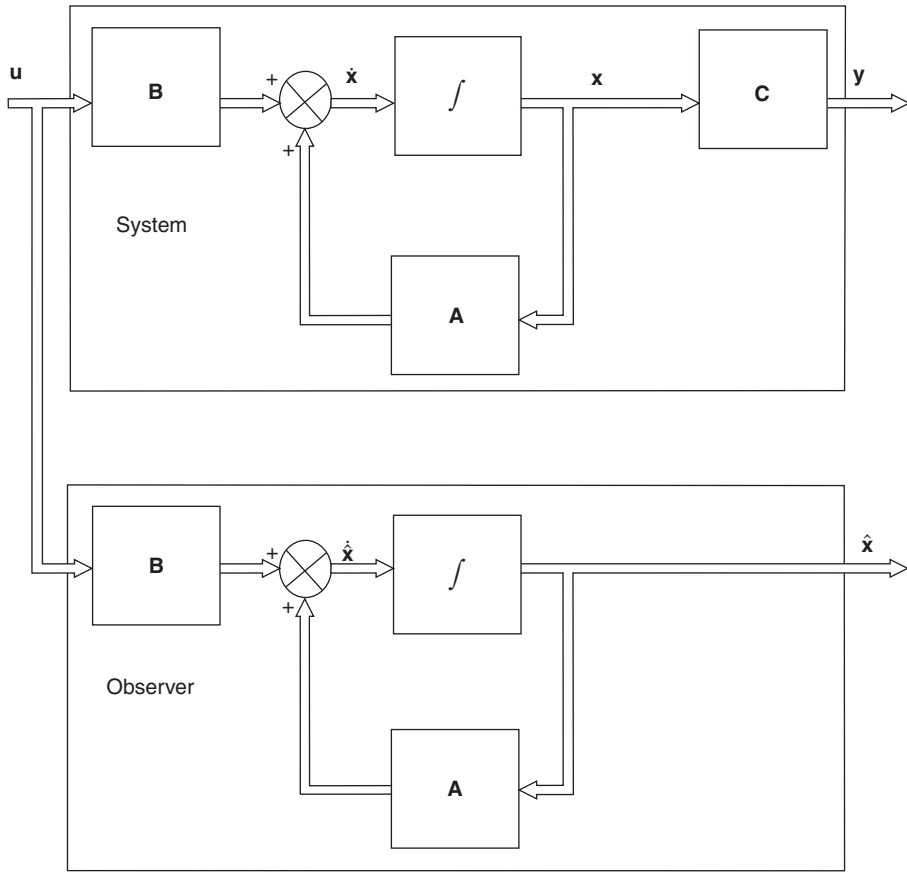 u
B
+
ẋ
∫
x
C
y
+
System
A
B
+
x̂̇
∫
x̂
+
Observer
A